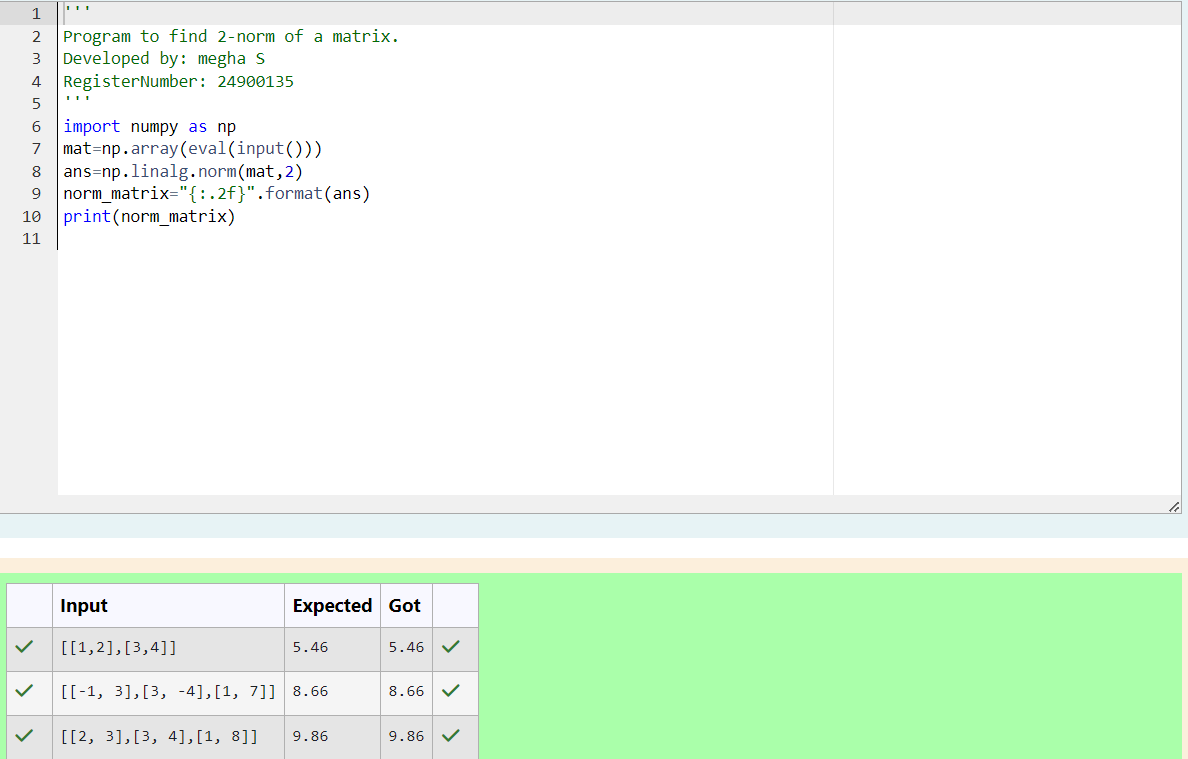 1 '''
2 Program to find 2-norm of a matrix.
3 Developed by: megha S
4 RegisterNumber: 24900135
5 '''
6 import numpy as np
7 mat=np.array(eval(input()))
8 ans=np.linalg.norm(mat,2)
9 norm_matrix="{:.2f}".format(ans)
10 print(norm_matrix)
11
Input Expected Got
[[1,2],[3,4]] 5.46 5.46
[[-1, 3],[3, -4],[1, 7]] 8.66 8.66
[[2, 3],[3, 4],[1, 8]] 9.86 9.86